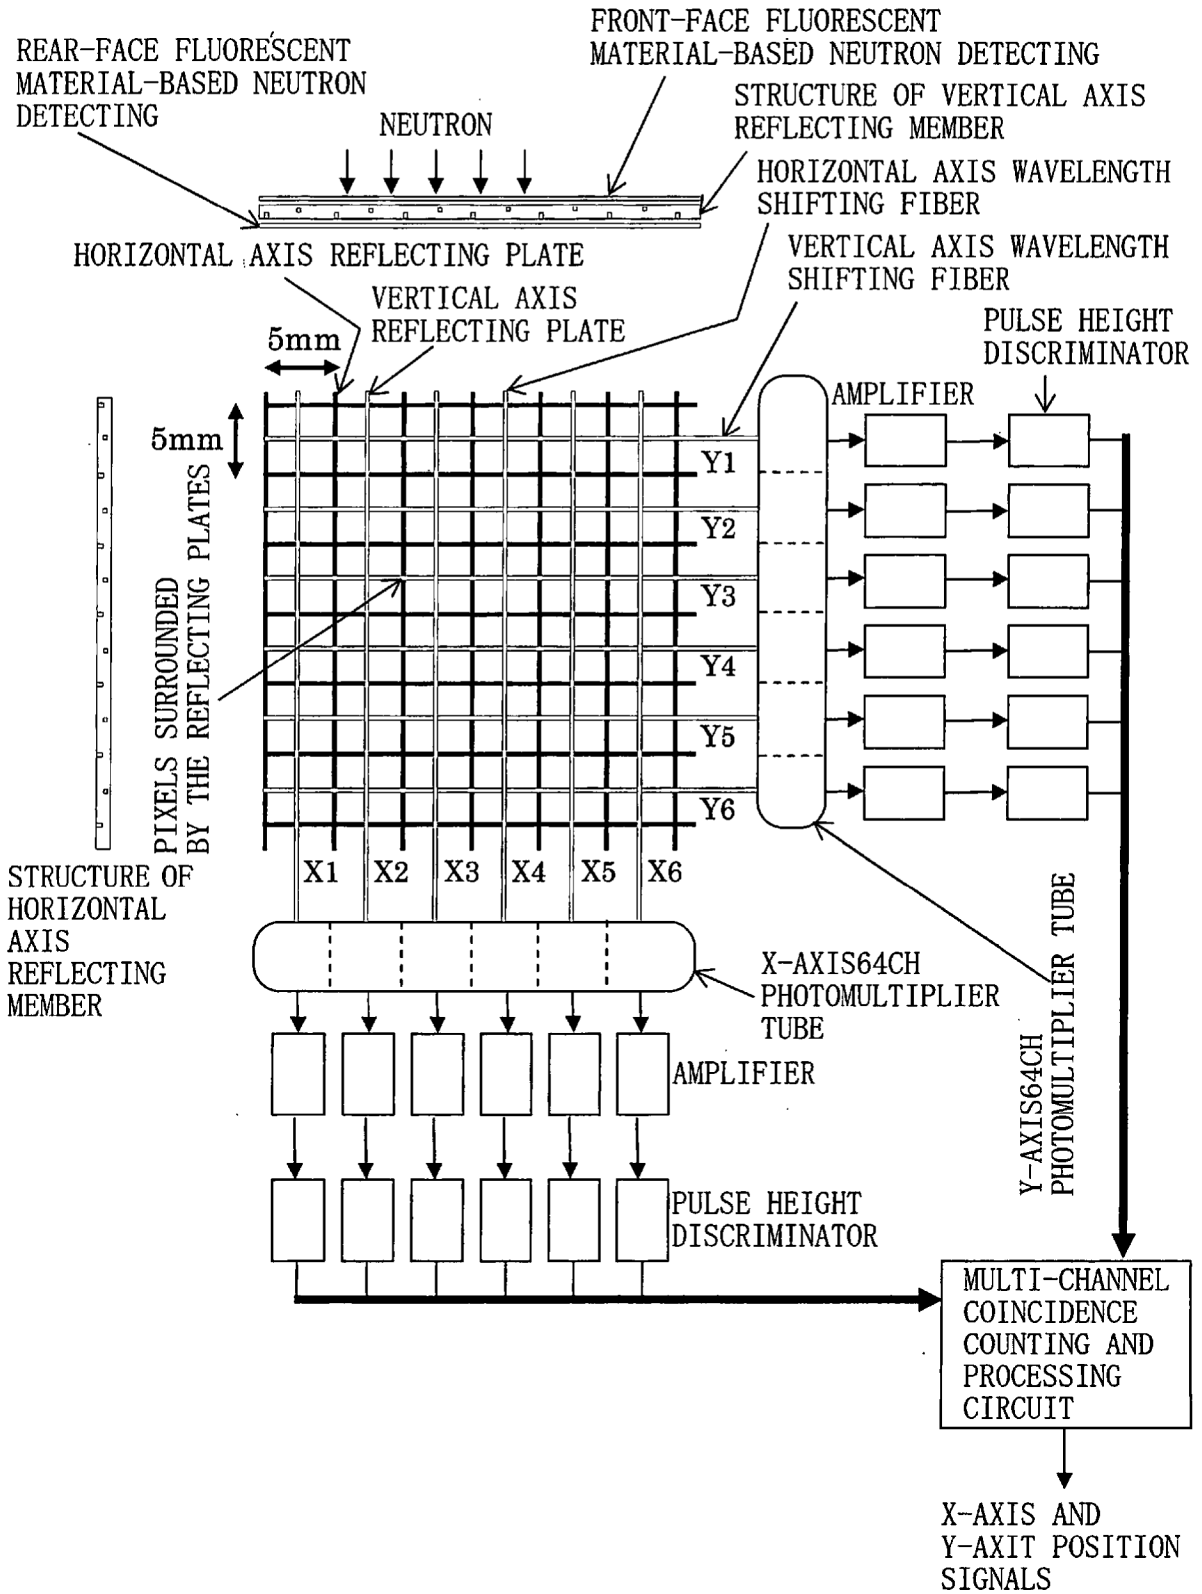 FRONT-FACE FLUORESCENT
MATERIAL-BASED NEUTRON DETECTING
REAR-FACE FLUORESCENT
MATERIAL-BASED NEUTRON
DETECTING
STRUCTURE OF VERTICAL AXIS
REFLECTING MEMBER
NEUTRON
HORIZONTAL AXIS WAVELENGTH
SHIFTING FIBER
HORIZONTAL AXIS REFLECTING PLATE
VERTICAL AXIS WAVELENGTH
SHIFTING FIBER
VERTICAL AXIS
REFLECTING PLATE
PULSE HEIGHT
DISCRIMINATOR
5mm
AMPLIFIER
5mm
Y1
Y2
Y3
Y4
Y5
Y6
PIXELS SURROUNDED
BY THE REFLECTING PLATES
X1 X2 X3 X4 X5 X6
STRUCTURE OF
HORIZONTAL
AXIS
REFLECTING
MEMBER
X-AXIS64CH
PHOTOMULTIPLIER
TUBE
Y-AXIS64CH
PHOTOMULTIPLIER TUBE
AMPLIFIER
PULSE HEIGHT
DISCRIMINATOR
MULTI-CHANNEL
COINCIDENCE
COUNTING AND
PROCESSING
CIRCUIT
X-AXIS AND
Y-AXIT POSITION
SIGNALS